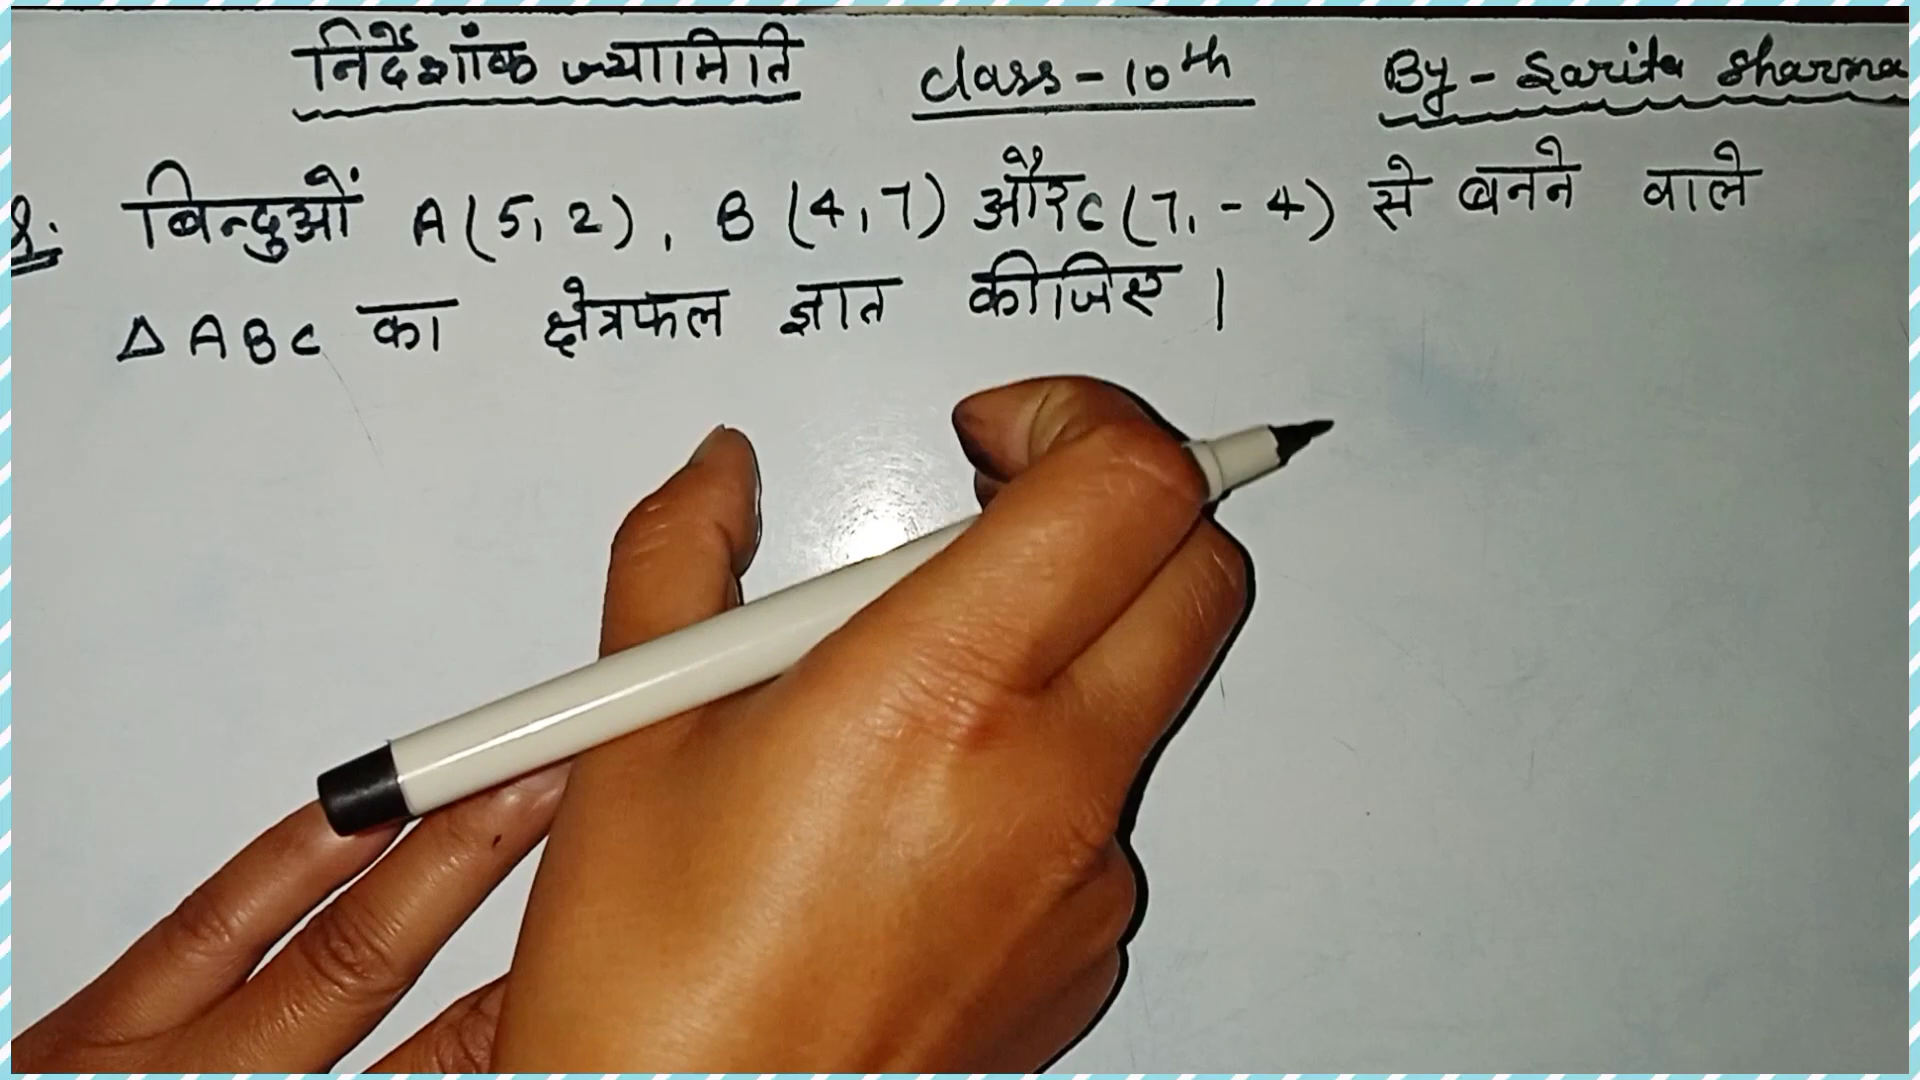 निर्देशांक ज्यामिति class-10th By-Sarita Sharma
Q. बिन्दुओं A(5,2), B(4,7) और C(7,-4) से बनने वाले
△ABC का क्षेत्रफल ज्ञात कीजिए।